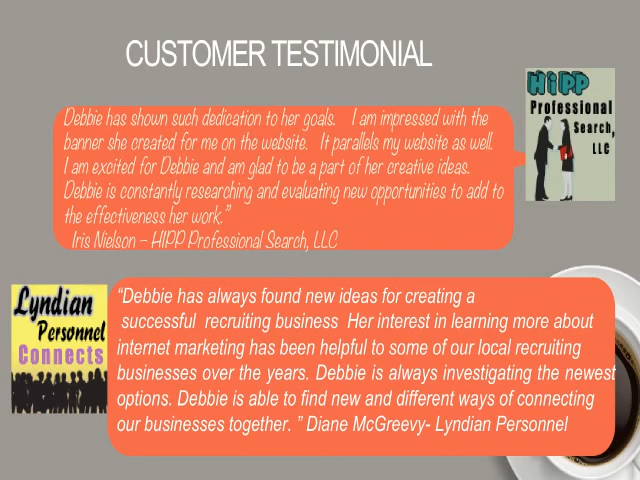 CUSTOMER TESTIMONIAL
HiPP
Professional
Search,
LLC
Debbie has shown such dedication to her goals. I am impressed with the
banner she created for me on the website. It parallels my website as well.
I am excited for Debbie and am glad to be a part of her creative ideas.
Debbie is constantly researching and evaluating new opportunities to add to
the effectiveness her work.”
Iris Nielson – HIPP Professional Search, LLC
Lyndian
Personnel
Connects
“Debbie has always found new ideas for creating a
successful recruiting business Her interest in learning more about
internet marketing has been helpful to some of our local recruiting
businesses over the years. Debbie is always investigating the newest
options. Debbie is able to find new and different ways of connecting
our businesses together. ” Diane McGreevy- Lyndian Personnel